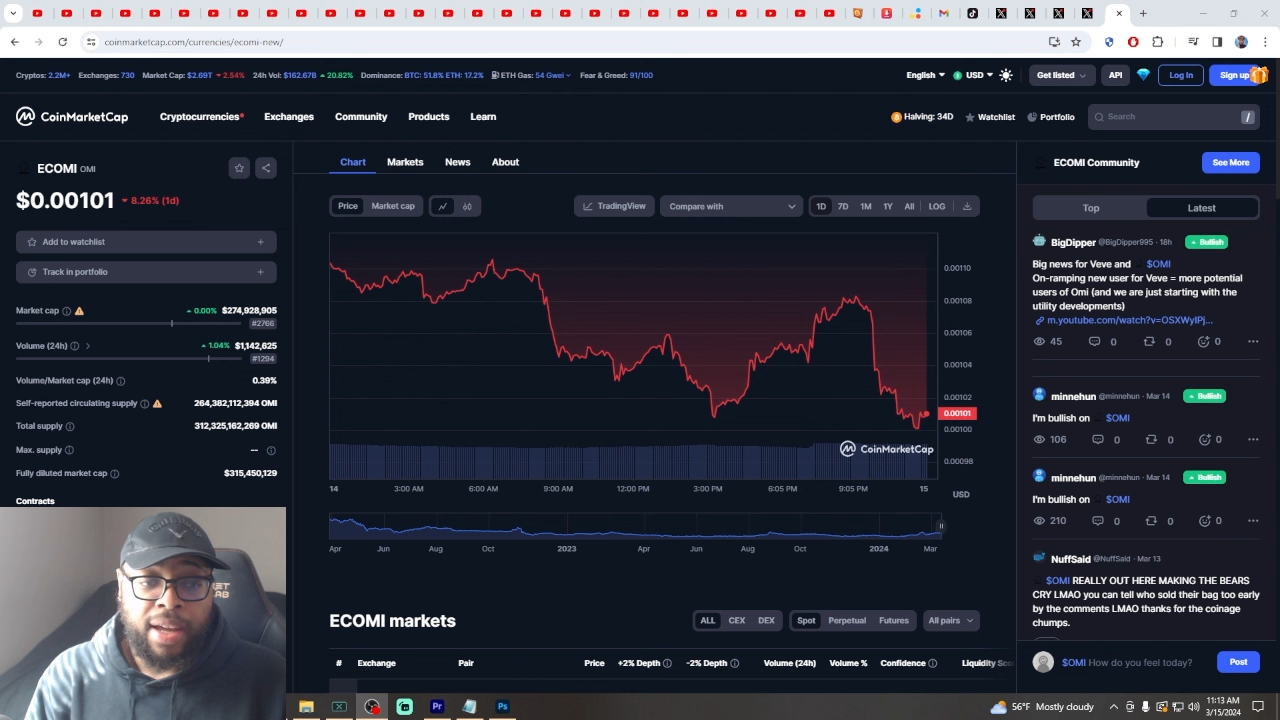 coinmarketcap.com/currencies/ecomi-new/
Cryptos: 2.2M+ Exchanges: 730 Market Cap: $2.69T 2.54% 24h Vol: $162.67B 20.82% Dominance: BTC: 51.8% ETH: 17.2% ETH Gas: 54 Gwei Fear & Greed: 91/100
English USD Get listed API Log In Sign up
CoinMarketCap Cryptocurrencies Exchanges Community Products Learn
Halving: 34D Watchlist Portfolio Search /
ECOMI OMI
$0.00101 8.26% (1d)
Add to watchlist +
Track in portfolio +
Market cap 0.00% $274,928,905
#2766
Volume (24h) 1.04% $1,142,625
#1294
Volume/Market cap (24h) 0.39%
Self-reported circulating supply 264,382,112,394 OMI
Total supply 312,325,162,269 OMI
Max. supply --
Fully diluted market cap $315,450,129
Contracts
Chart Markets News About
Price Market cap TradingView Compare with 1D 7D 1M 1Y All LOG
0.00110
0.00108
0.00106
0.00104
0.00102
0.00101
0.00100
0.00098
CoinMarketCap
14 3:00 AM 6:00 AM 9:00 AM 12:00 PM 3:00 PM 6:05 PM 9:05 PM 15 USD
Apr Jun Aug Oct 2023 Apr Jun Aug Oct 2024 Mar
ECOMI markets ALL CEX DEX Spot Perpetual Futures All pairs
# Exchange Pair Price +2% Depth -2% Depth Volume (24h) Volume % Confidence Liquidity Sco
ECOMI Community See More
Top Latest
BigDipper @BigDipper995 · 18h Bullish
Big news for Veve and $OMI
On-ramping new user for Veve = more potential
users of Omi (and we are just starting with the
utility developments)
m.youtube.com/watch?v=OSXWyIPj...
45 0 0 0
minnehun @minnehun · Mar 14 Bullish
I'm bullish on $OMI
106 0 0 0
minnehun @minnehun · Mar 14 Bullish
I'm bullish on $OMI
210 0 0 0
NuffSaid @NuffSaid · Mar 13
$OMI REALLY OUT HERE MAKING THE BEARS
CRY LMAO you can tell who sold their bag too early
by the comments LMAO thanks for the coinage
chumps.
$OMI How do you feel today? Post
Pr Ps
56°F Mostly cloudy
11:13 AM
3/15/2024